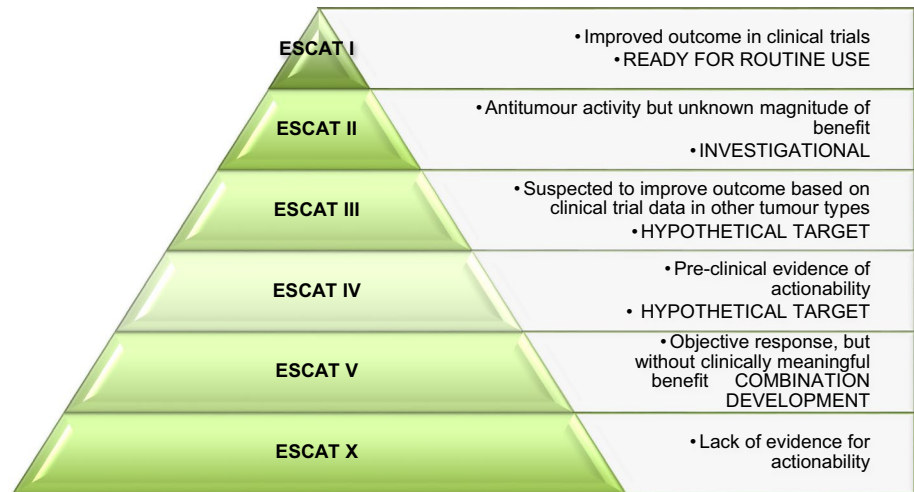 ESCAT I
•Improved outcome in clinical trials
•READY FOR ROUTINE USE
ESCAT II
•Antitumour activity but unknown magnitude of
benefit
•INVESTIGATIONAL
ESCAT III
•Suspected to improve outcome based on
clinical trial data in other tumour types
•HYPOTHETICAL TARGET
ESCAT IV
•Pre-clinical evidence of
actionability
• HYPOTHETICAL TARGET
ESCAT V
•Objective response, but
without clinically meaningful
benefit COMBINATION
DEVELOPMENT
ESCAT X
•Lack of evidence for
actionability